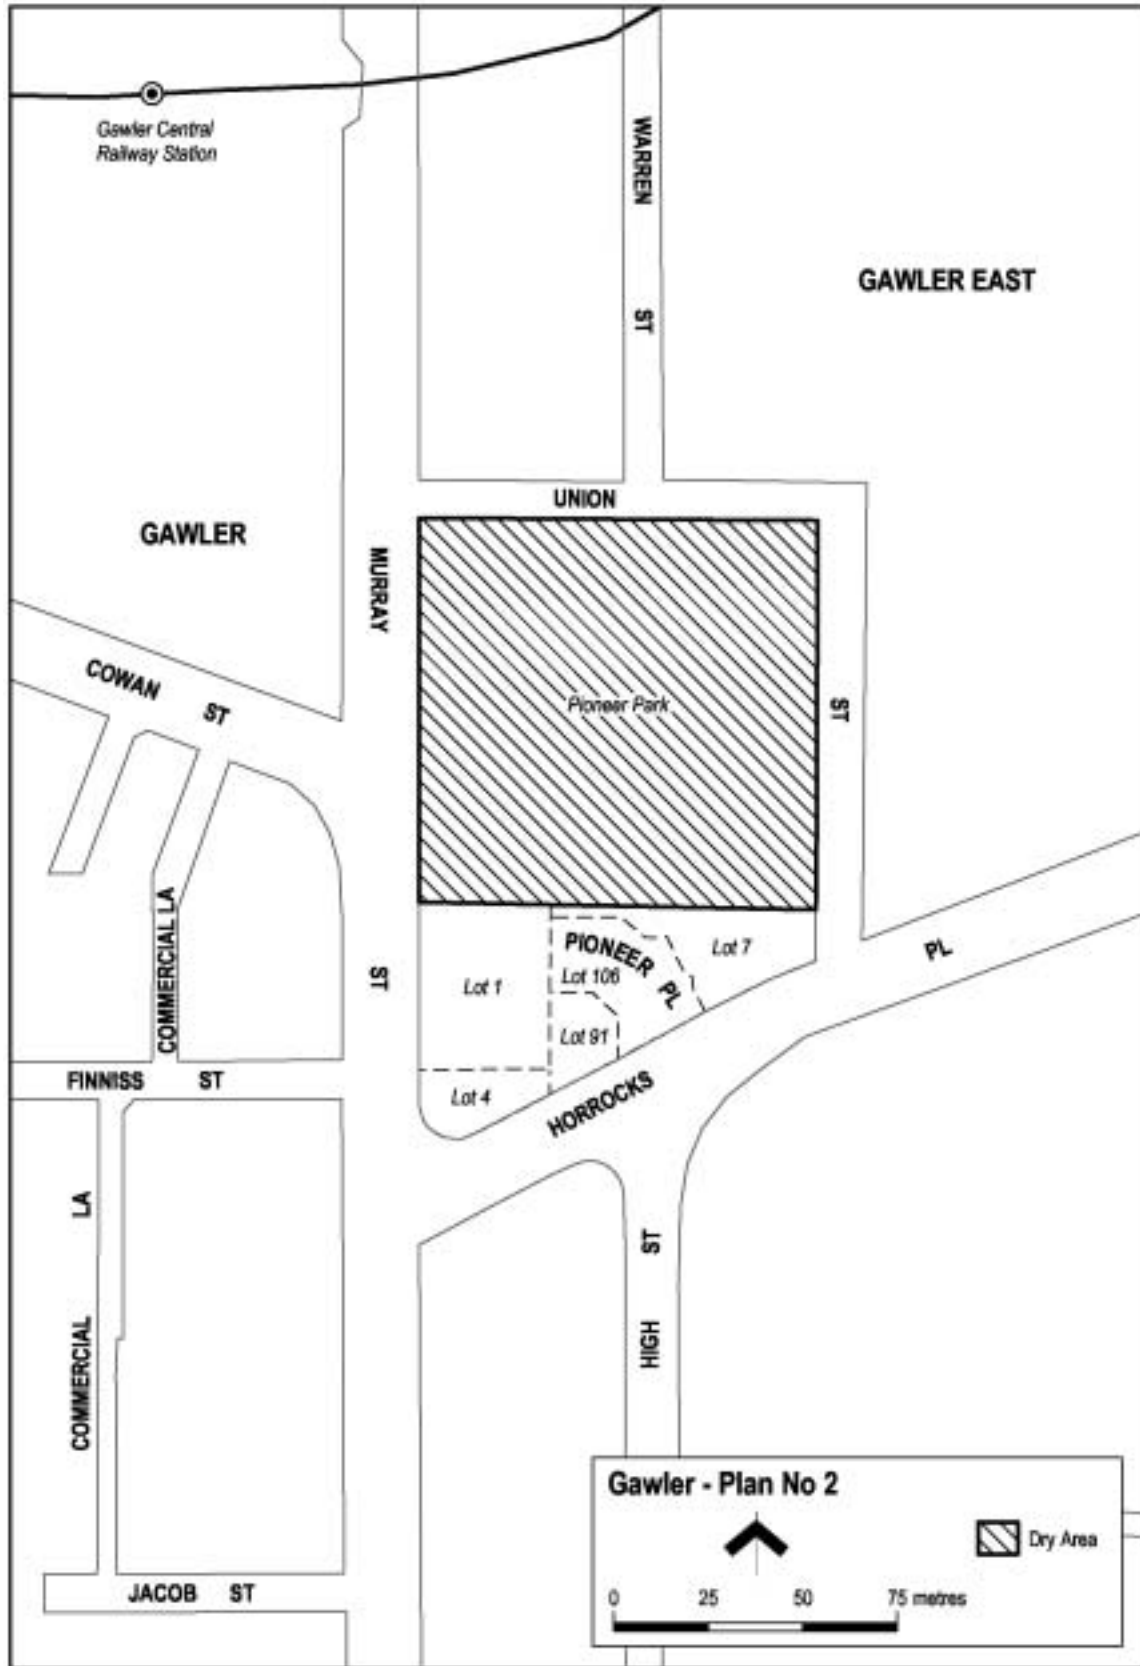 Gawler Central
Railway Station
WARREN
ST
GAWLER EAST
UNION
GAWLER
MURRAY
COWAN
ST
Pioneer Park
ST
COMMERCIAL LA
ST
PIONEER PL
Lot 7
PL
Lot 1
Lot 106
Lot 91
FINNISS ST
Lot 4
HORROCKS
COMMERCIAL LA
HIGH ST
Gawler - Plan No 2
Dry Area
0 25 50 75 metres
JACOB ST